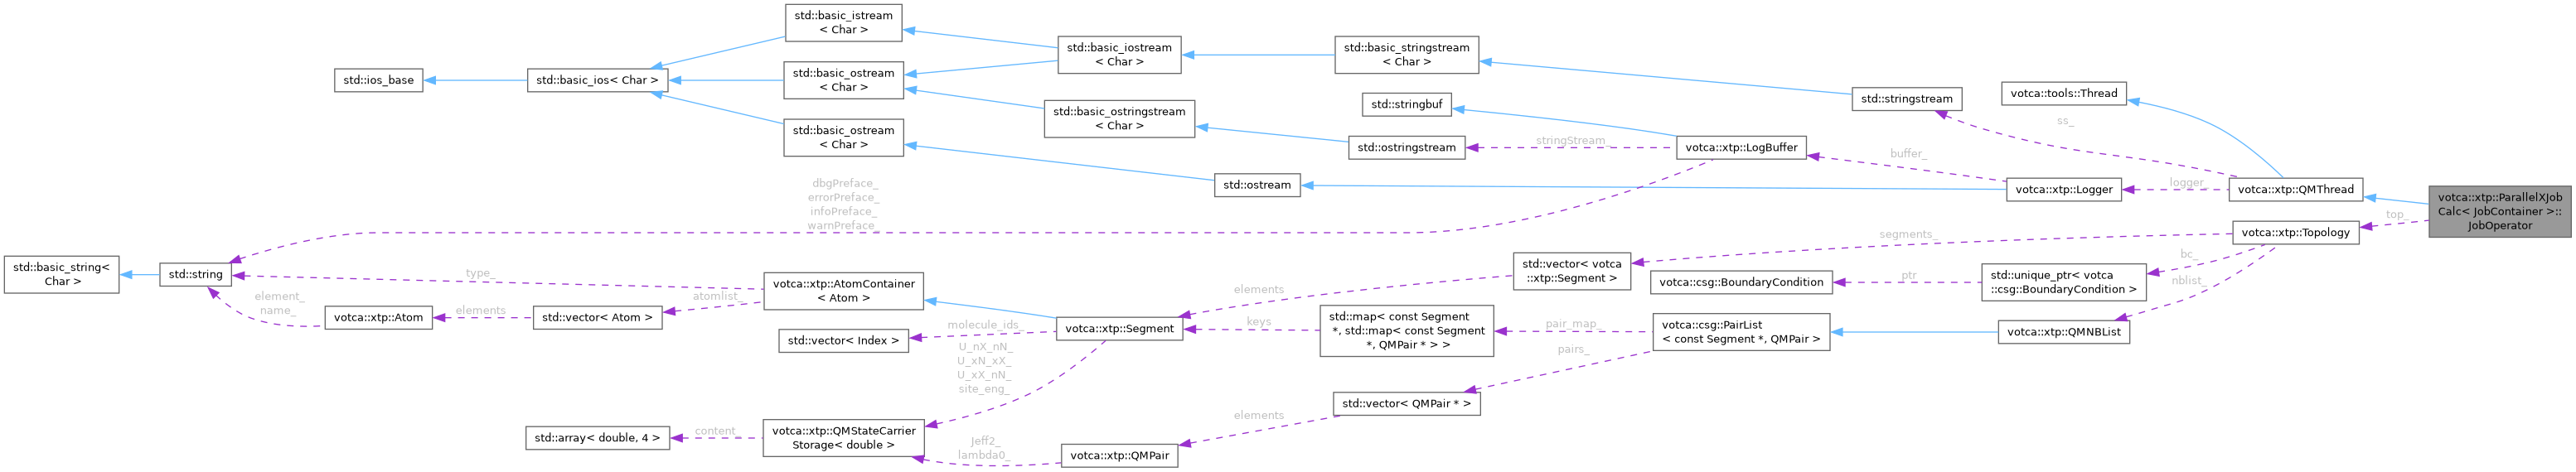 std::basic_istream
< Char >
std::basic_iostream
< Char >
std::basic_stringstream
< Char >
std::ios_base
std::basic_ios< Char >
std::basic_ostream
< Char >
std::stringbuf
std::stringstream
votca::tools::Thread
std::basic_ostringstream
< Char >
ss_
std::basic_ostream
< Char >
std::ostringstream
stringStream_
votca::xtp::LogBuffer
buffer_
std::ostream
votca::xtp::Logger
logger_
votca::xtp::QMThread
votca::xtp::ParallelXJob
Calc< JobContainer >::
JobOperator
dbgPreface_
errorPreface_
infoPreface_
warnPreface_
top_
segments_
votca::xtp::Topology
std::basic_string<
Char >
std::string
type_
votca::xtp::AtomContainer
< Atom >
elements
std::vector< votca
::xtp::Segment >
votca::csg::BoundaryCondition
ptr
std::unique_ptr< votca
::csg::BoundaryCondition >
bc_
nblist_
element_
name_
votca::xtp::Atom
elements
std::vector< Atom >
atomlist_
std::vector< Index >
molecule_ids_
votca::xtp::Segment
keys
std::map< const Segment
*, std::map< const Segment
*, QMPair * > >
pair_map_
votca::csg::PairList
< const Segment *, QMPair >
votca::xtp::QMNBList
U_nX_nN_
U_xN_xX_
U_xX_nN_
site_eng_
pairs_
std::vector< QMPair * >
elements
std::array< double, 4 >
content_
votca::xtp::QMStateCarrier
Storage< double >
Jeff2_
lambda0_
votca::xtp::QMPair